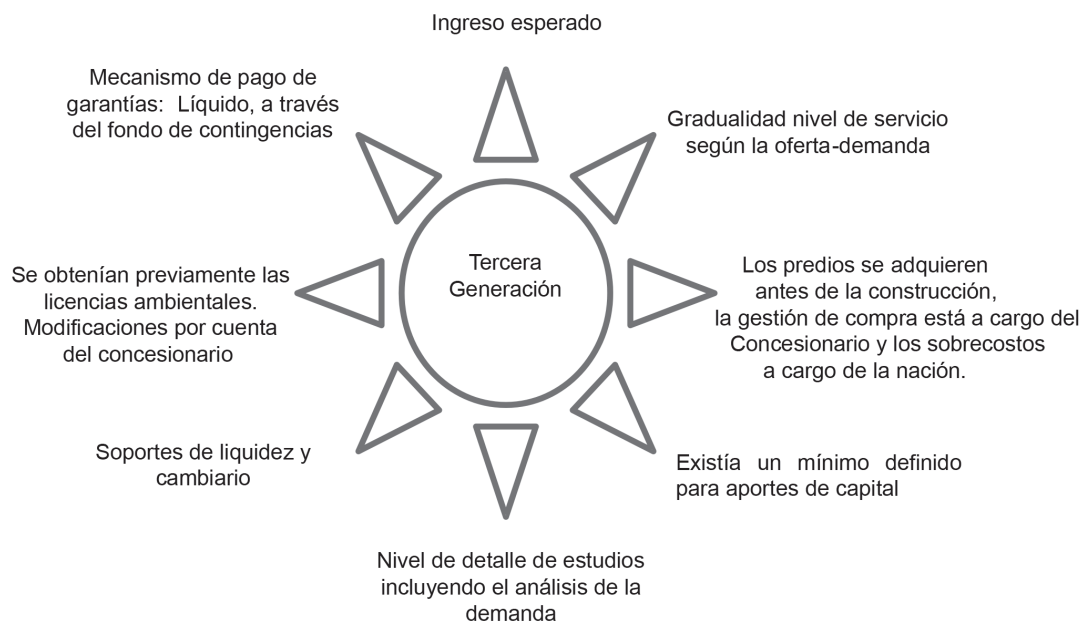 Ingreso esperado
Mecanismo de pago de
garantías: Líquido, a través
del fondo de contingencias
Gradualidad nivel de servicio
según la oferta-demanda
Tercera
Generación
Se obtenían previamente las
licencias ambientales.
Modificaciones por cuenta
del concesionario
Los predios se adquieren
antes de la construcción,
la gestión de compra está a cargo del
Concesionario y los sobrecostos
a cargo de la nación.
Soportes de liquidez y
cambiario
Existía un mínimo definido
para aportes de capital
Nivel de detalle de estudios
incluyendo el análisis de la
demanda